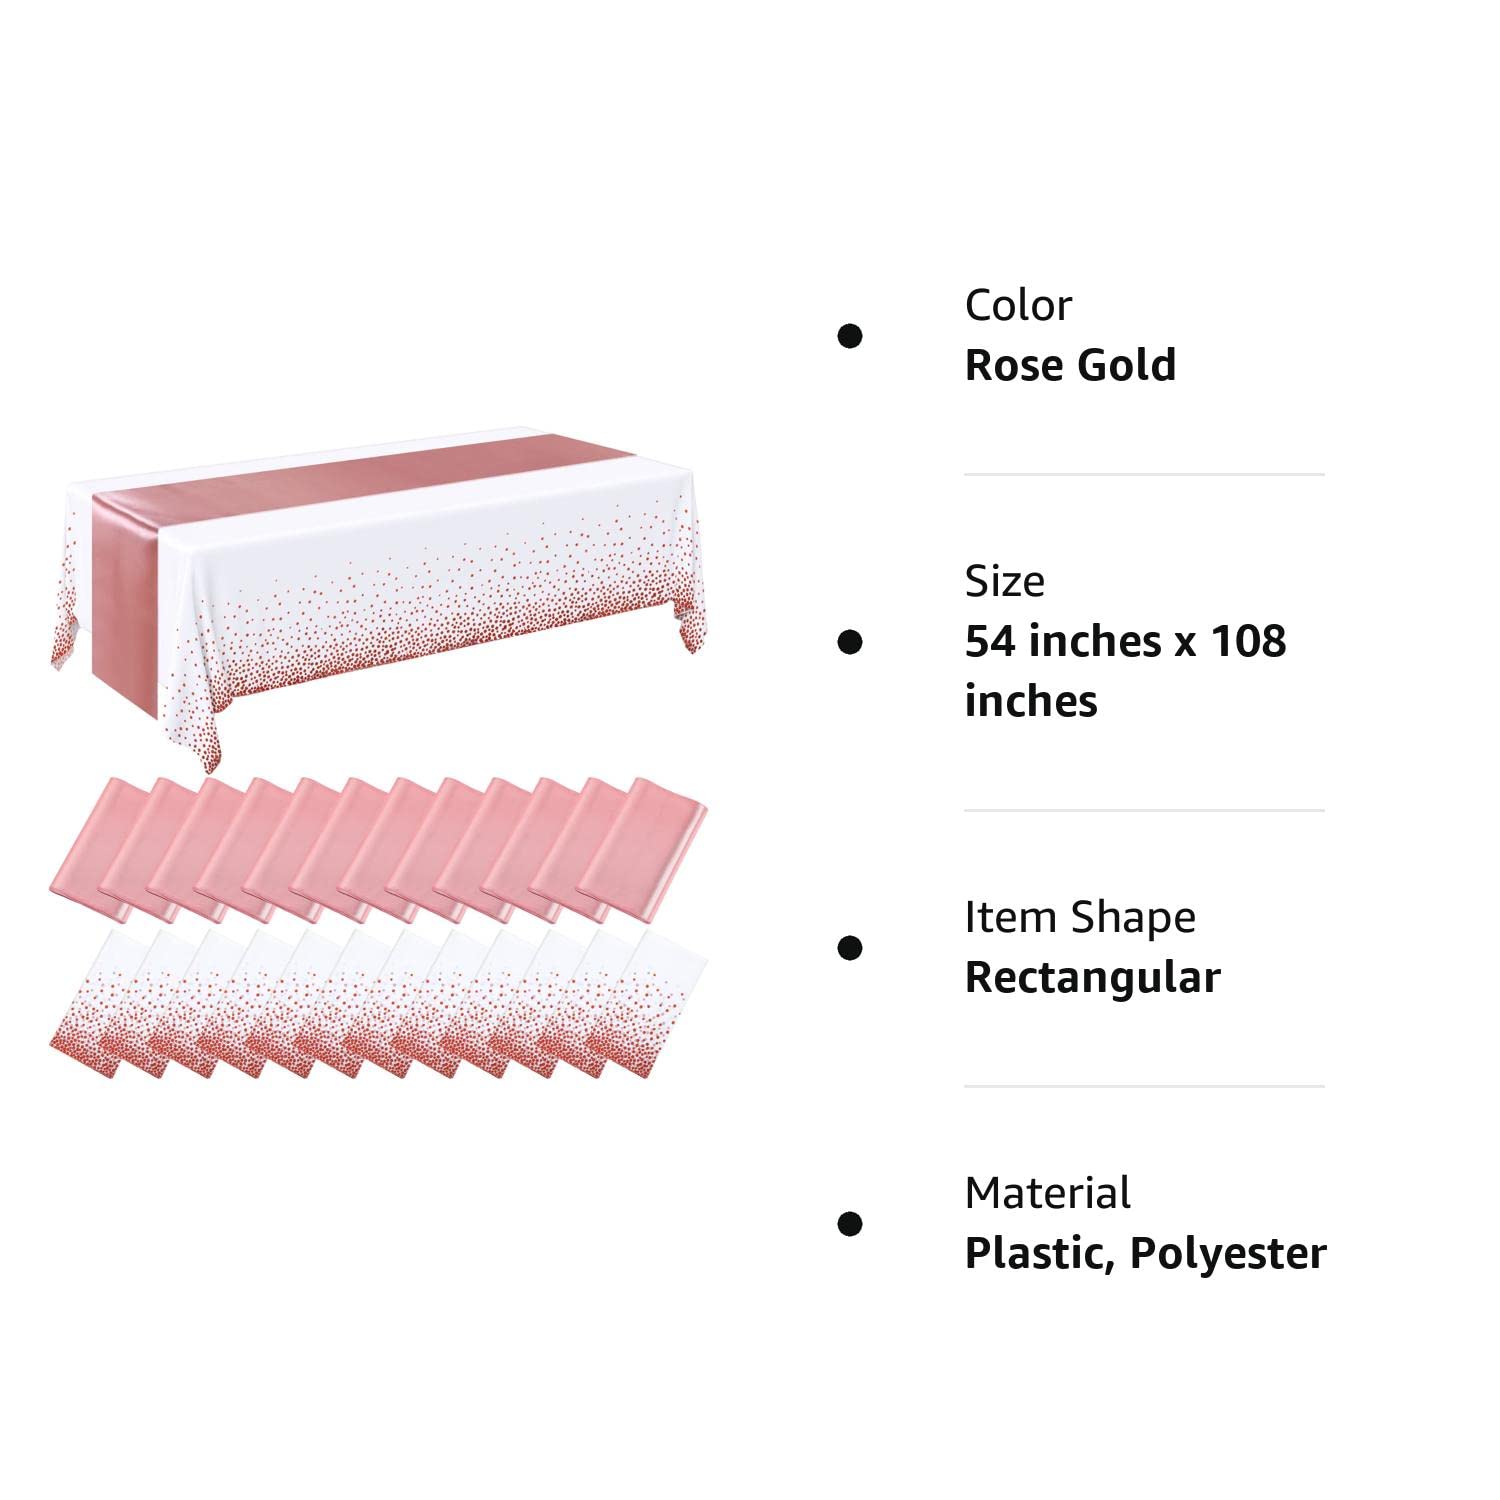 Color
Rose Gold
Size
54 inches x 108
inches
Item Shape
Rectangular
Material
Plastic, Polyester